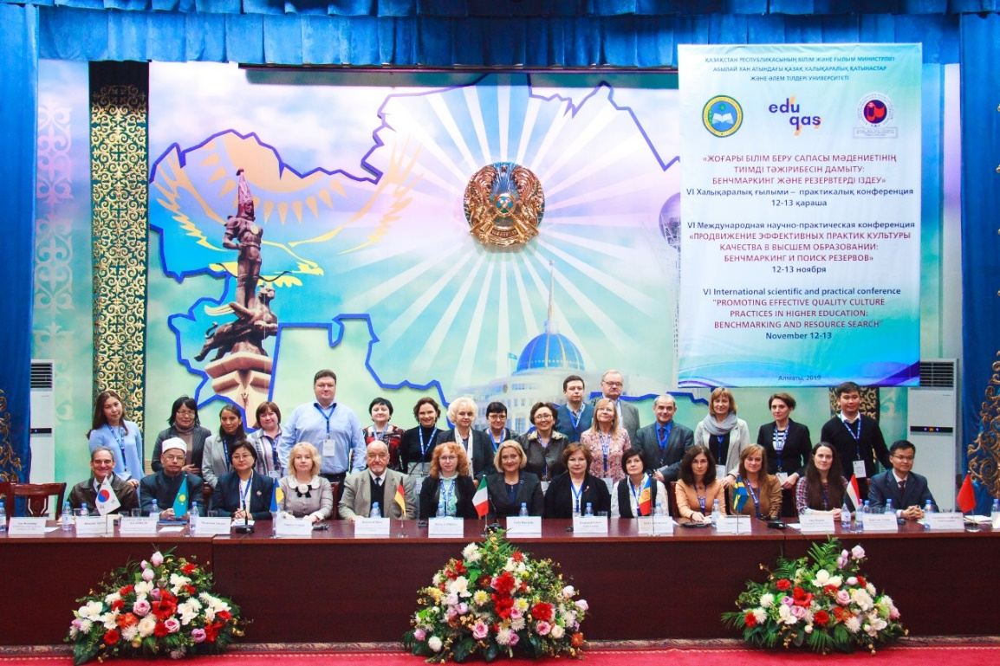 ҚАЗАҚСТАН РЕСПУБЛИКАСЫНЫҢ БІЛІМ ЖӘНЕ ҒЫЛЫМ МИНИСТРЛІГІ
АБЫЛАЙ ХАН АТЫНДАҒЫ ҚАЗАҚ ХАЛЫҚАРАЛЫҚ ҚАТЫНАСТАР
ЖӘНЕ ӘЛЕМ ТІЛДЕРІ УНИВЕРСИТЕТІ
edu
qas
«ЖОҒАРЫ БІЛІМ БЕРУ САПАСЫ МӘДЕНИЕТІНІҢ
ТИІМДІ ТӘЖІРИБЕСІН ДАМЫТУ:
БЕНЧМАРКИНГ ЖӘНЕ РЕЗЕРВТЕРДІ ІЗДЕУ»
VI Халықаралық ғылыми – практикалық конференция
12-13 қараша
VI Международная научно-практическая конференция
«ПРОДВИЖЕНИЕ ЭФФЕКТИВНЫХ ПРАКТИК КУЛЬТУРЫ
КАЧЕСТВА В ВЫСШЕМ ОБРАЗОВАНИИ:
БЕНЧМАРКИНГ И ПОИСК РЕЗЕРВОВ»
12-13 ноября
VI International scientific and practical conference
"PROMOTING EFFECTIVE QUALITY CULTURE
PRACTICES IN HIGHER EDUCATION:
BENCHMARKING AND RESOURCE SEARCH"
November 12-13
Алматы, 2019